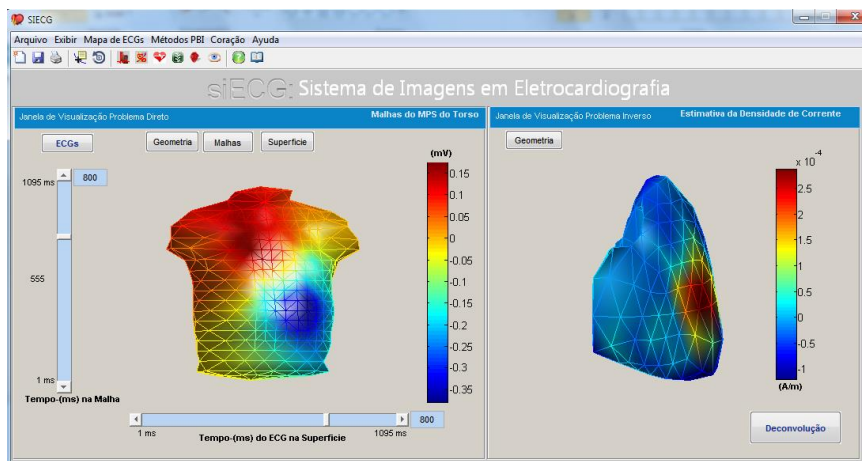 SIECG
Arquivo Exibir Mapa de ECGs Métodos PBI Coração Ayuda
siECG: Sistema de Imagens em Eletrocardiografia
Janela de Visualização Problema Direto
Malhas do MPS do Torso
ECGs
Geometria
Malhas
Superficie
(mV)
1095 ms
800
555
1 ms
Tempo-(ms) na Malha
0.15
0.1
0.05
0
-0.05
-0.1
-0.15
-0.2
-0.25
-0.3
-0.35
800
1 ms
1095 ms
Tempo-(ms) do ECG na Superficie
Janela de Visualização Problema Inverso
Estimativa da Densidade de Corrente
Geometria
x 10
-4
2.5
2
1.5
1
0.5
0
-0.5
-1
(A/m)
Deconvolução